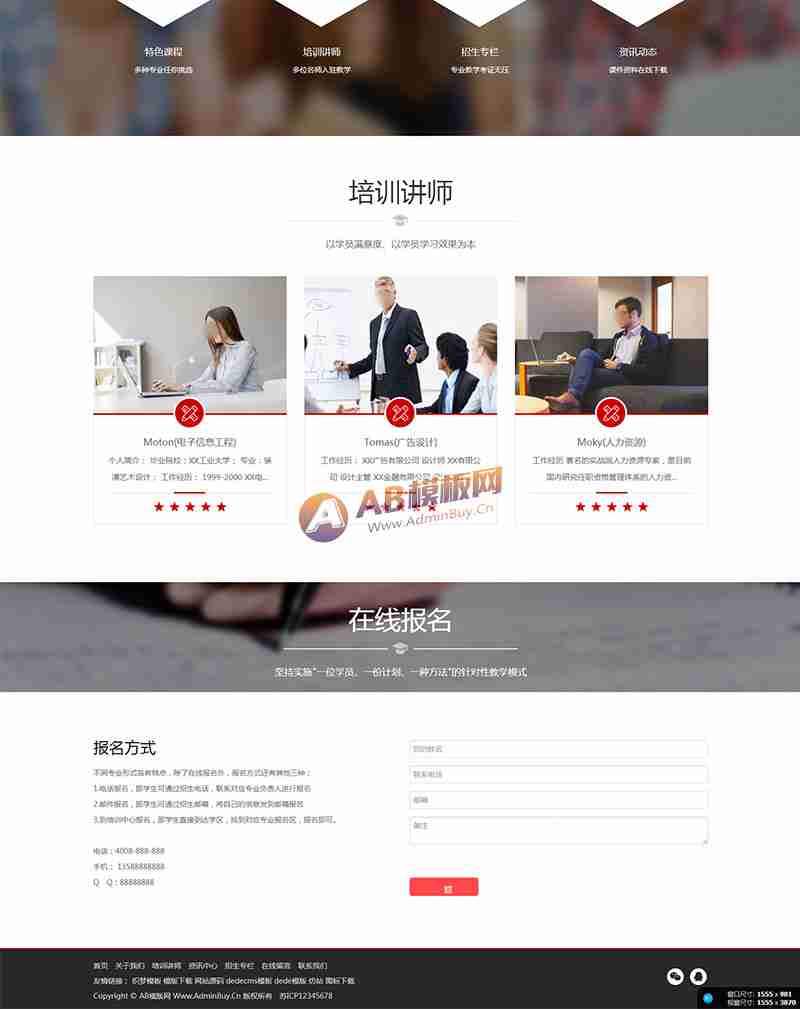 特色课程
培训讲师
招生专栏
资讯动态
多种专业任你挑选
多位名师入驻教学
专业教学考证无压
课件资料在线下载
培训讲师
以学员满意度、以学员学习效果为本
Moton(电子信息工程)
个人简介： 毕业院校：XX工业大学； 专业：装
潢艺术设计； 工作经历： 1999-2000 XX电...
Tomas(广告设计)
工作经历： XX广告有限公司 设计师 XX有限公
司 设计主管 XX金融有限公司
Moky(人力资源)
工作经历 著名的实战派人力资源专家，是目前
国内研究任职资格管理体系的人力资...
AB模板网
Www.AdminBuy.Cn
在线报名
坚持实施"一位学员、一份计划、一种方法"的针对性教学模式
报名方式
不同专业形式各有特点，除了在线报名外，报名方式还有其他三种：
1.电话报名，即学生可通过招生电话，联系对应专业负责人进行报名
2.邮件报名，即学生可通过招生邮箱，将自己的信息发到邮箱报名
3.到培训中心报名，即学生直接到达学区，找到对应专业报名区，报名即可。
电话：4008-888-888
手机： 13588888888
Q Q：88888888
您的姓名
联系电话
邮箱
备注
首页 关于我们 培训讲师 资讯中心 招生专栏 在线留言 联系我们
友情链接： 织梦模板 模版下载 网站源码 dedecms模板 dede模版 仿站 图标下载
Copyright © AB模板网 Www.AdminBuy.Cn 版权所有 苏ICP12345678
窗口尺寸: 1555 x 981
视窗尺寸: 1555 x 3870